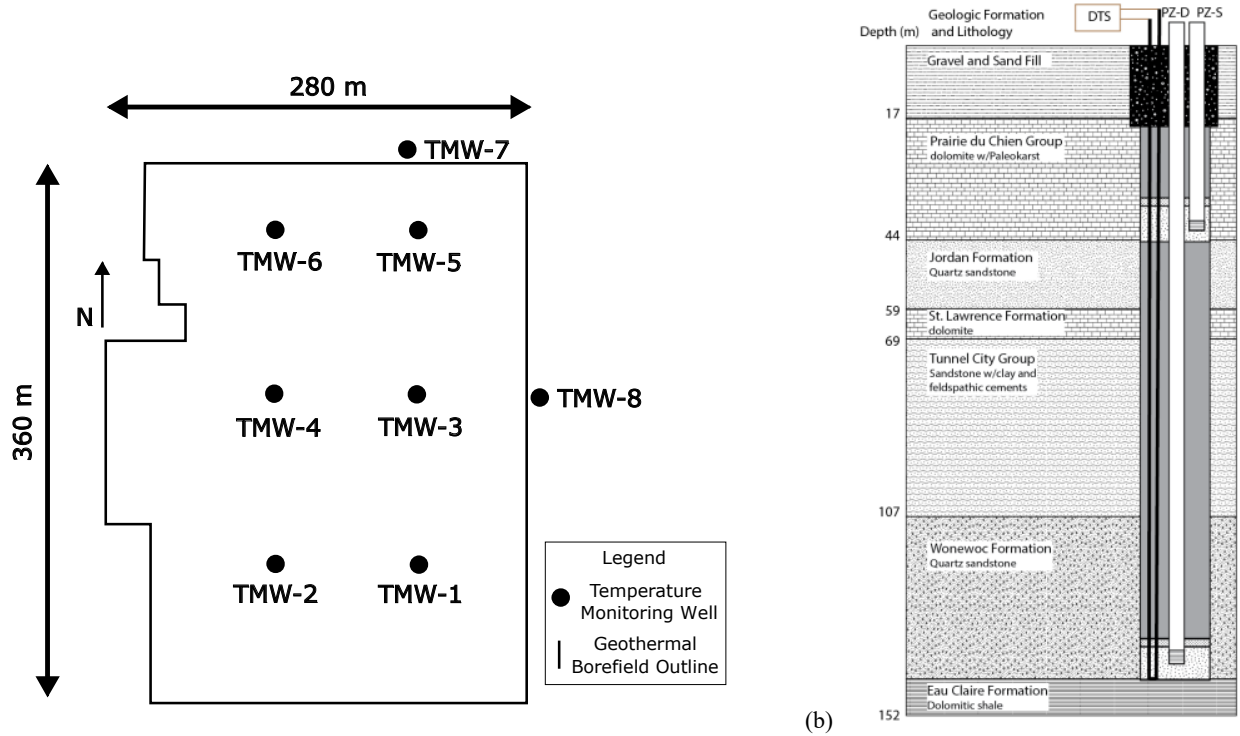 280 m
TMW-7
TMW-6
TMW-5
N
360 m
TMW-8
TMW-4
TMW-3
TMW-2
TMW-1
Legend
Temperature
Monitoring Well
Geothermal
Borefield Outline
(b)
Geologic Formation
Depth (m) and Lithology
DTS
PZ-D
PZ-S
Gravel and Sand Fill
17
Prairie du Chien Group
dolomite w/Paleokarst
44
Jordan Formation
Quartz sandstone
59
St. Lawrence Formation
dolomite
69
Tunnel City Group
Sandstone w/clay and
feldspathic cements
107
Wonewoc Formation
Quartz sandstone
Eau Claire Formation
Dolomitic shale
152